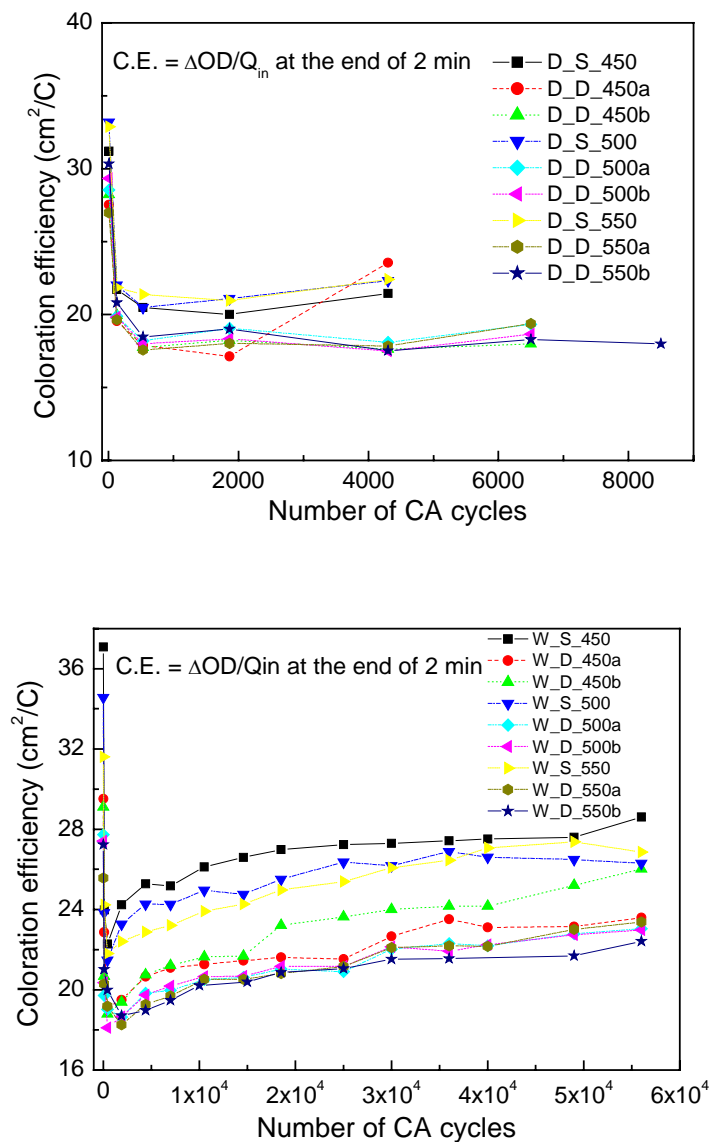 40
C.E. = ΔOD/Q_in at the end of 2 min
D_S_450
D_D_450a
D_D_450b
D_S_500
D_D_500a
D_D_500b
D_S_550
D_D_550a
D_D_550b
30
20
10
Coloration efficiency (cm²/C)
0 2000 4000 6000 8000
Number of CA cycles
36
C.E. = ΔOD/Qin at the end of 2 min
W_S_450
W_D_450a
W_D_450b
W_S_500
W_D_500a
W_D_500b
W_S_550
W_D_550a
W_D_550b
32
28
24
20
16
Coloration efficiency (cm²/C)
0 1x10⁴ 2x10⁴ 3x10⁴ 4x10⁴ 5x10⁴ 6x10⁴
Number of CA cycles